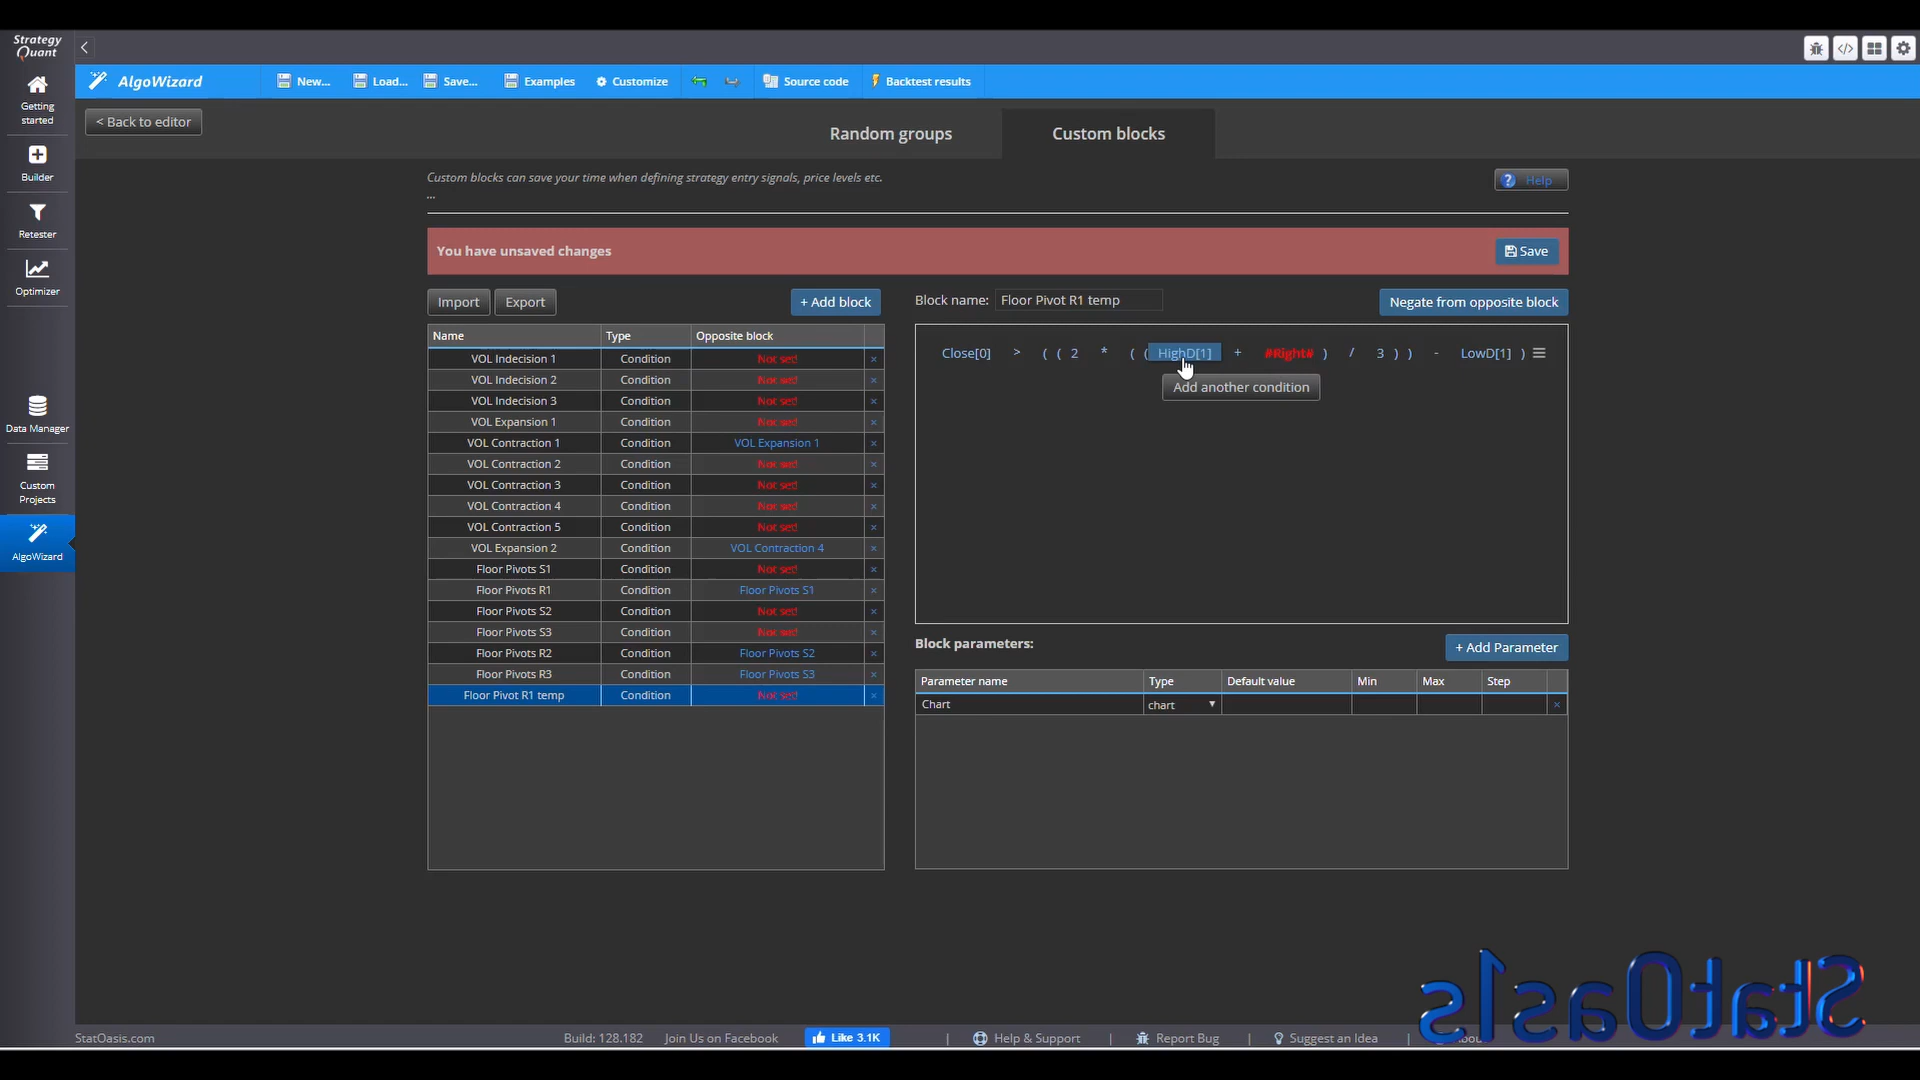 Strategy
Quant
AlgoWizard
New...
Load...
Save...
Examples
Customize
Source code
Backtest results
Getting
started
Builder
Retester
Optimizer
Data Manager
Custom
Projects
AlgoWizard
< Back to editor
Random groups
Custom blocks
Custom blocks can save your time when defining strategy entry signals, price levels etc.
...
? Help
You have unsaved changes
Save
Import
Export
+ Add block
Block name: Floor Pivot R1 temp
Negate from opposite block
Name Type Opposite block
VOL Indecision 1 Condition Not set! ×
VOL Indecision 2 Condition Not set! ×
VOL Indecision 3 Condition Not set! ×
VOL Expansion 1 Condition Not set! ×
VOL Contraction 1 Condition VOL Expansion 1 ×
VOL Contraction 2 Condition Not set! ×
VOL Contraction 3 Condition Not set! ×
VOL Contraction 4 Condition Not set! ×
VOL Contraction 5 Condition Not set! ×
VOL Expansion 2 Condition VOL Contraction 4 ×
Floor Pivots S1 Condition Not set! ×
Floor Pivots R1 Condition Floor Pivots S1 ×
Floor Pivots S2 Condition Not set! ×
Floor Pivots S3 Condition Not set! ×
Floor Pivots R2 Condition Floor Pivots S2 ×
Floor Pivots R3 Condition Floor Pivots S3 ×
Floor Pivot R1 temp Condition Not set! ×
Close[0] > ( ( 2 * ( ( HighD[1] + #Right# ) / 3 ) ) - LowD[1] )
Add another condition
Block parameters:
+ Add Parameter
Parameter name Type Default value Min Max Step
Chart chart ×
StatOasis.com
Build: 128.182
Join Us on Facebook
Like 3.1K
|
Help & Support
|
Report Bug
|
Suggest an Idea
|
StatOas1s